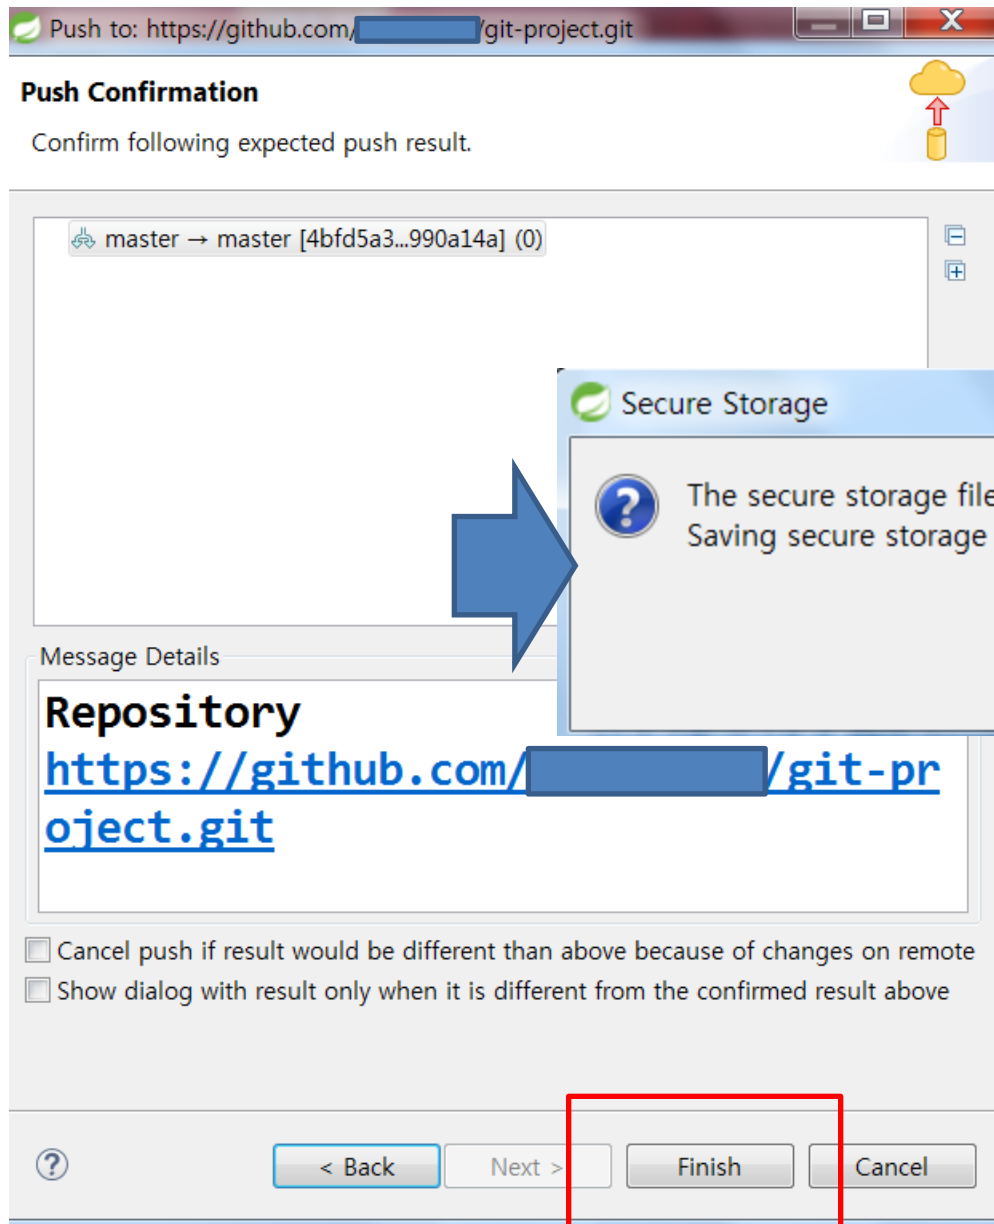 Push to: https://github.com/ /git-project.git
Push Confirmation
Confirm following expected push result.
master → master [4bfd5a3...990a14a] (0)
Secure Storage
The secure storage file
Saving secure storage
Message Details
Repository
https://github.com/ /git-pr
oject.git
Cancel push if result would be different than above because of changes on remote
Show dialog with result only when it is different from the confirmed result above
< Back Next > Finish Cancel